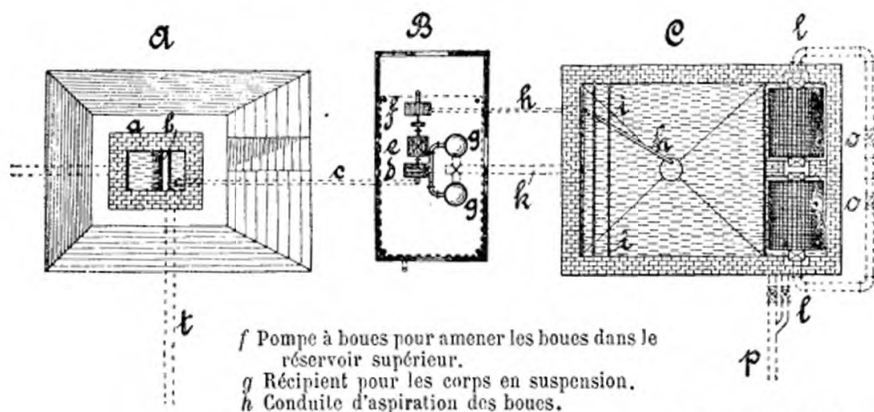 A B C l
a b f h i
e g h o
c b k
g i o
t l
p
f Pompe à boues pour amener les boues dans le
réservoir supérieur.
g Récipient pour les corps en suspension.
h Conduite d'aspiration des boues.